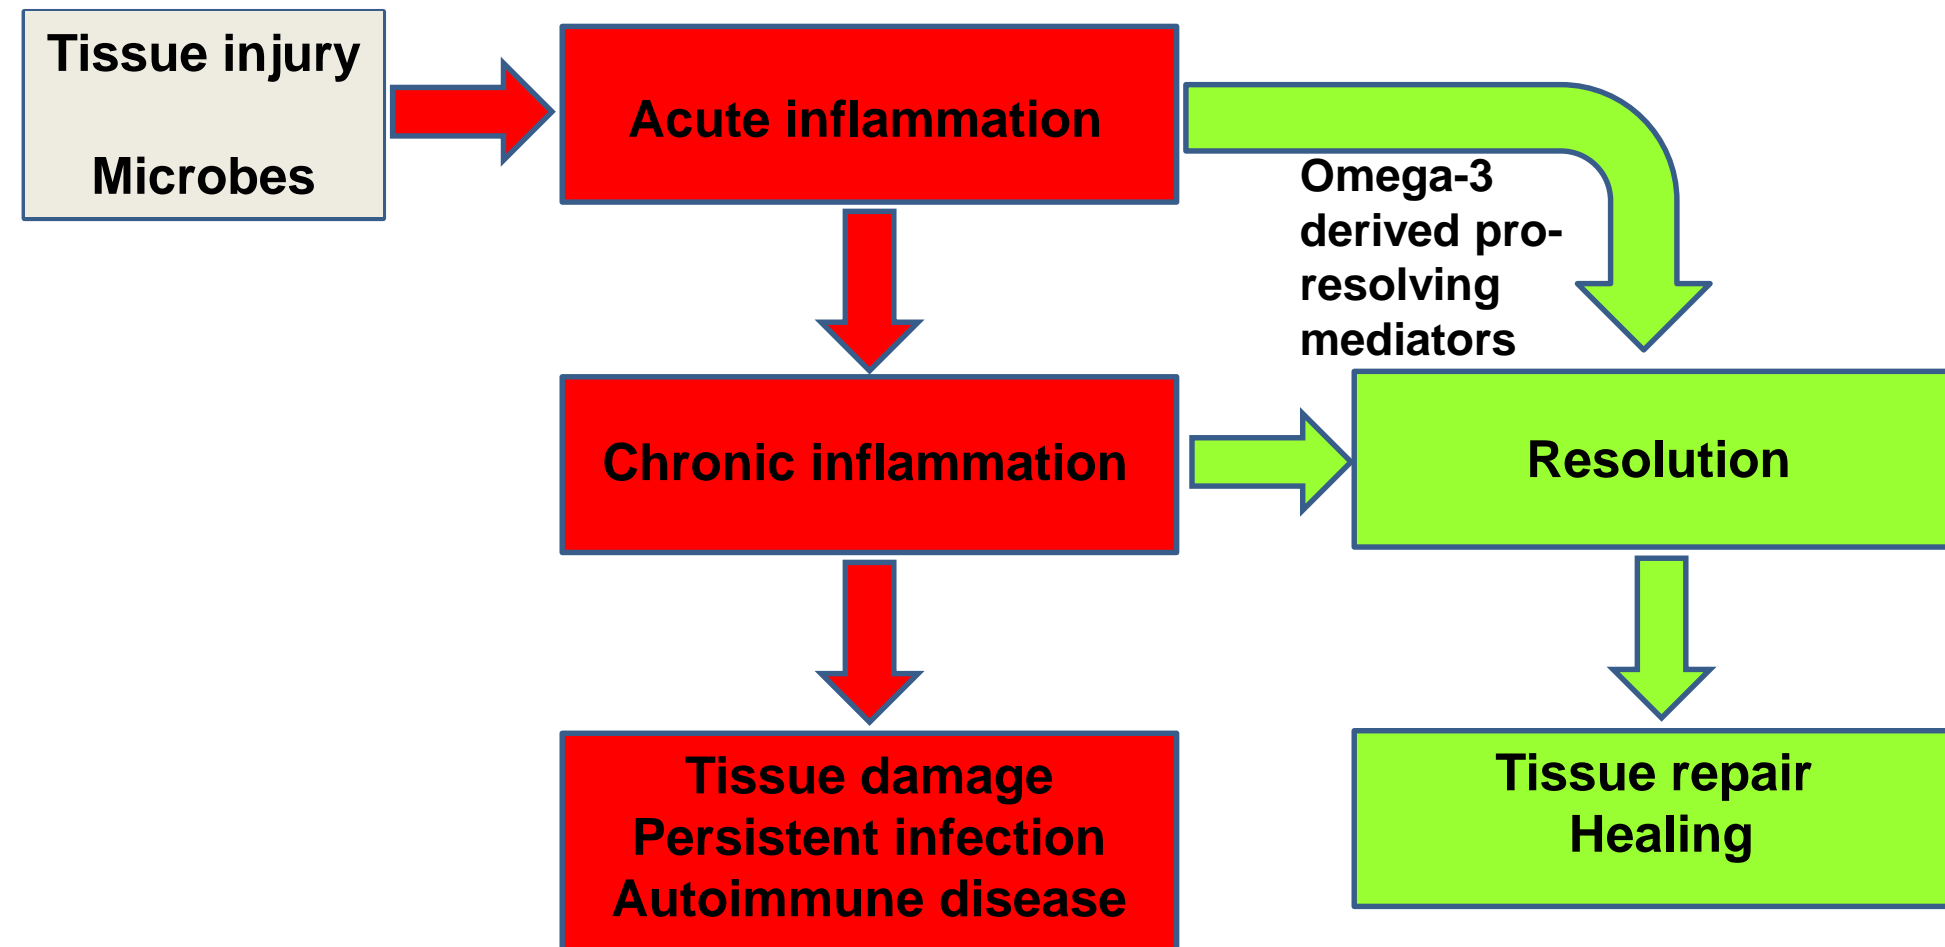 Tissue injury
Microbes
Acute inflammation
Omega-3
derived pro-
resolving
mediators
Chronic inflammation
Resolution
Tissue damage
Persistent infection
Autoimmune disease
Tissue repair
Healing